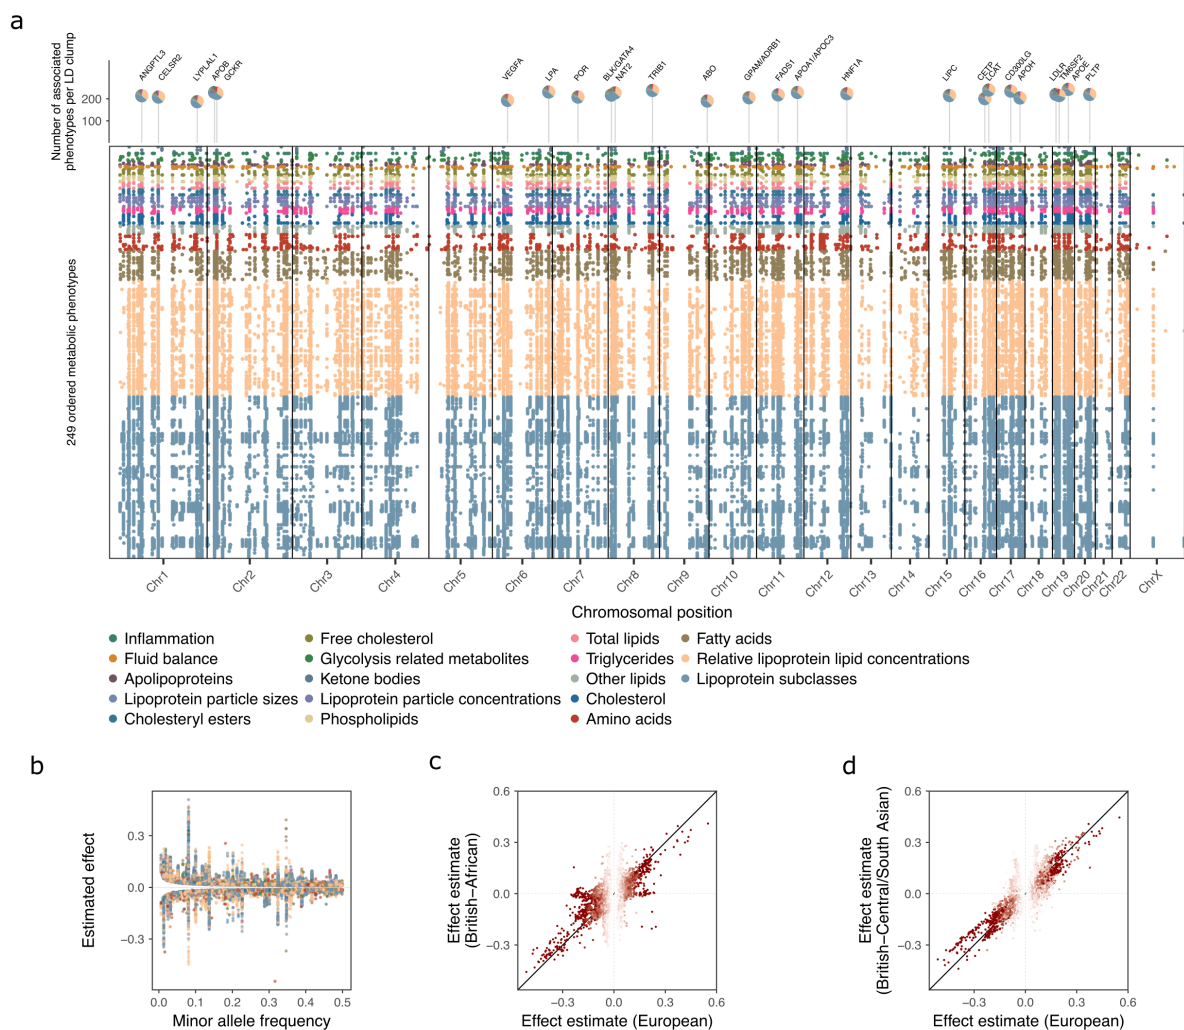 a
Number of associated
phenotypes per LD clump
200
100
ANGPTL3
CELSR2
LYPLAL1
APOB
GCKR
VEGFA
LPA
POR
BLK/GATA4
NAT2
TRIB1
ABO
GPAM/ADRB1
FADS1
APOA1/APOC3
HNF1A
LIPC
CETP
LCAT
CD300LG
APOH
LDLR
TM6SF2
APOE
PLTP
249 ordered metabolic phenotypes
Chr1
Chr2
Chr3
Chr4
Chr5
Chr6
Chr7
Chr8
Chr9
Chr10
Chr11
Chr12
Chr13
Chr14
Chr15
Chr16
Chr17
Chr18
Chr19
Chr20
Chr21
Chr22
ChrX
Chromosomal position
Inflammation
Fluid balance
Apolipoproteins
Lipoprotein particle sizes
Cholesteryl esters
Free cholesterol
Glycolysis related metabolites
Ketone bodies
Lipoprotein particle concentrations
Phospholipids
Total lipids
Triglycerides
Other lipids
Cholesterol
Amino acids
Fatty acids
Relative lipoprotein lipid concentrations
Lipoprotein subclasses
b
Estimated effect
0.3
0.0
−0.3
0.0 0.1 0.2 0.3 0.4 0.5
Minor allele frequency
c
Effect estimate
(British−African)
0.6
0.3
0.0
−0.3
−0.3 0.0 0.3 0.6
Effect estimate (European)
d
Effect estimate
(British−Central/South Asian)
0.6
0.3
0.0
−0.3
−0.3 0.0 0.3 0.6
Effect estimate (European)